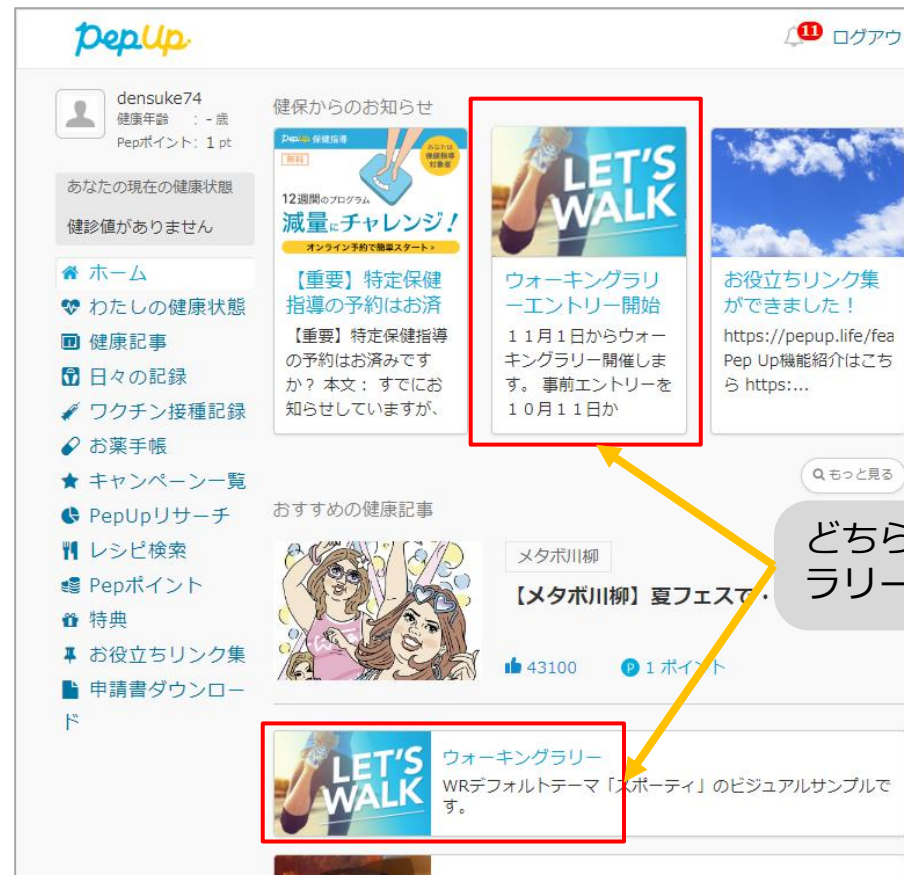 PepUp
11 ログアウ
densuke74
健康年齢 : - 歳
Pepポイント: 1 pt
あなたの現在の健康状態
健診値がありません
ホーム
わたしの健康状態
健康記事
日々の記録
ワクチン接種記録
お薬手帳
キャンペーン一覧
PepUpリサーチ
レシピ検索
Pepポイント
特典
お役立ちリンク集
申請書ダウンロー
ド
健保からのお知らせ
PepUp 保健指導
無料
あなたは
保健指導
対象者
12週間のプログラム
減量にチャレンジ!
オンライン予約で簡単スタート
【重要】特定保健
指導の予約はお済
【重要】特定保健指導
の予約はお済みです
か? 本文: すでにお
知らせしていますが、
LET'S
WALK
ウォーキングラリ
ーエントリー開始
11月1日からウォー
キングラリー開催しま
す。 事前エントリーを
10月11日か
お役立ちリンク集
ができました!
https://pepup.life/fea
Pep Up機能紹介はこち
ら https:...
もっと見る
おすすめの健康記事
メタボ川柳
【メタボ川柳】夏フェスで・
43100 P 1 ポイント
どちら
ラリー
LET'S
WALK
ウォーキングラリー
WRデフォルトテーマ「スポーティ」のビジュアルサンプルで
す。